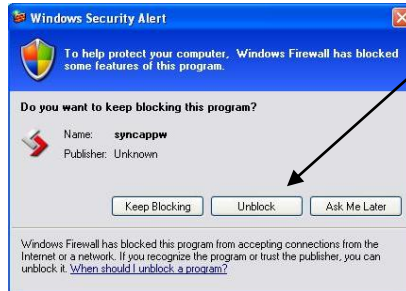 Windows Security Alert
To help protect your computer, Windows Firewall has blocked
some features of this program.
Do you want to keep blocking this program?
Name: syncappw
Publisher: Unknown
Keep Blocking Unblock Ask Me Later
Windows Firewall has blocked this program from accepting connections from the
Internet or a network. If you recognize the program or trust the publisher, you can
unblock it. When should I unblock a program?